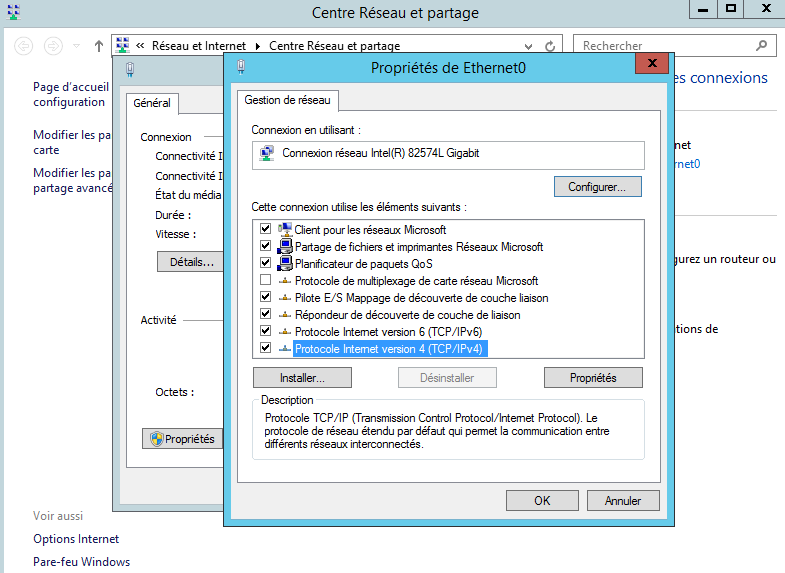 Centre Réseau et partage
« Réseau et Internet
Centre Réseau et partage
Rechercher
Page d'accueil
configuration
Modifier les pa
carte
Modifier les pa
partage avancé
Voir aussi
Options Internet
Pare-feu Windows
Général
Connexion
Connectivité I
Connectivité I
État du média
Durée :
Vitesse :
Détails...
Activité
Octets :
Propriétés
Propriétés de Ethernet0
Gestion de réseau
Connexion en utilisant :
Connexion réseau Intel(R) 82574L Gigabit
Configurer...
Cette connexion utilise les éléments suivants :
Client pour les réseaux Microsoft
Partage de fichiers et imprimantes Réseaux Microsoft
Planificateur de paquets QoS
Protocole de multiplexage de carte réseau Microsoft
Pilote E/S Mappage de découverte de couche liaison
Répondeur de découverte de couche de liaison
Protocole Internet version 6 (TCP/IPv6)
Protocole Internet version 4 (TCP/IPv4)
Installer...
Désinstaller
Propriétés
Description
Protocole TCP/IP (Transmission Control Protocol/Internet Protocol). Le
protocole de réseau étendu par défaut qui permet la communication entre
différents réseaux interconnectés.
OK
Annuler
es connexions
net
rnet0
gurez un routeur ou
tions de